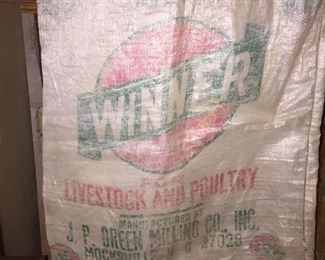 WINNER
LIVESTOCK AND POULTRY
MANUFACTURED BY
J. P. GREEN MILLING CO., INC.
MOCKSVILLE N C 27028